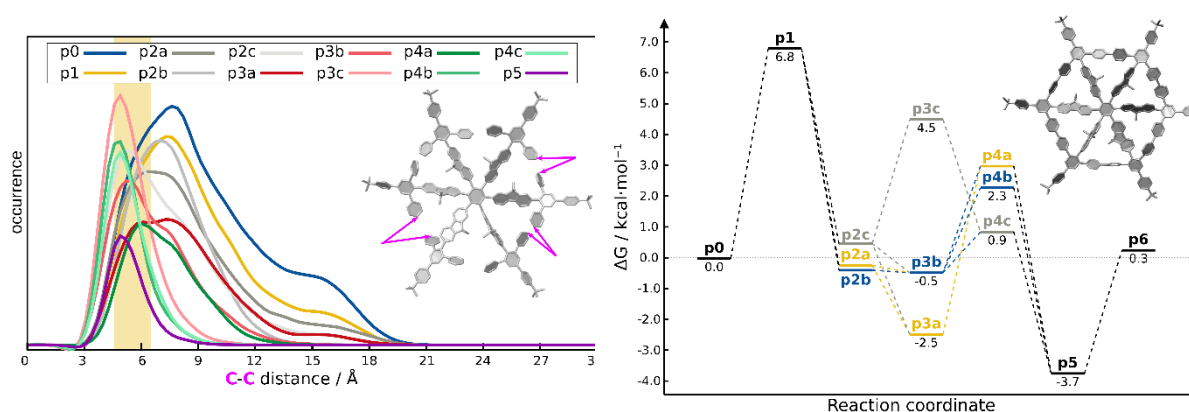 p0 p2a p2c p3b p4a p4c
p1 p2b p3a p3c p4b p5
occurrence
0 3 6 9 12 15 18 21 24 27 3
C-C distance / Å
ΔG / kcal·mol⁻¹
7.0
6.0
5.0
4.0
3.0
2.0
1.0
0.0
-1.0
-2.0
-3.0
-4.0
p1
6.8
p3c
4.5
p4a
p4b
2.3
p4c
0.9
p2c
p0
0.0
p2a
p2b
p3b
-0.5
p3a
-2.5
p6
0.3
p5
-3.7
Reaction coordinate